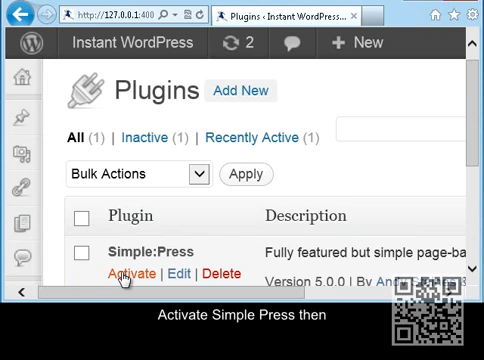 http://127.0.0.1:400
Plugins ‹ Instant WordPress...
Instant WordPress 2 New
Plugins Add New
All (1) | Inactive (1) | Recently Active (1)
Bulk Actions Apply
Plugin Description
Simple:Press Fully featured but simple page-ba
Activate | Edit | Delete
Version 5.0.0 | By Andy
Activate Simple Press then